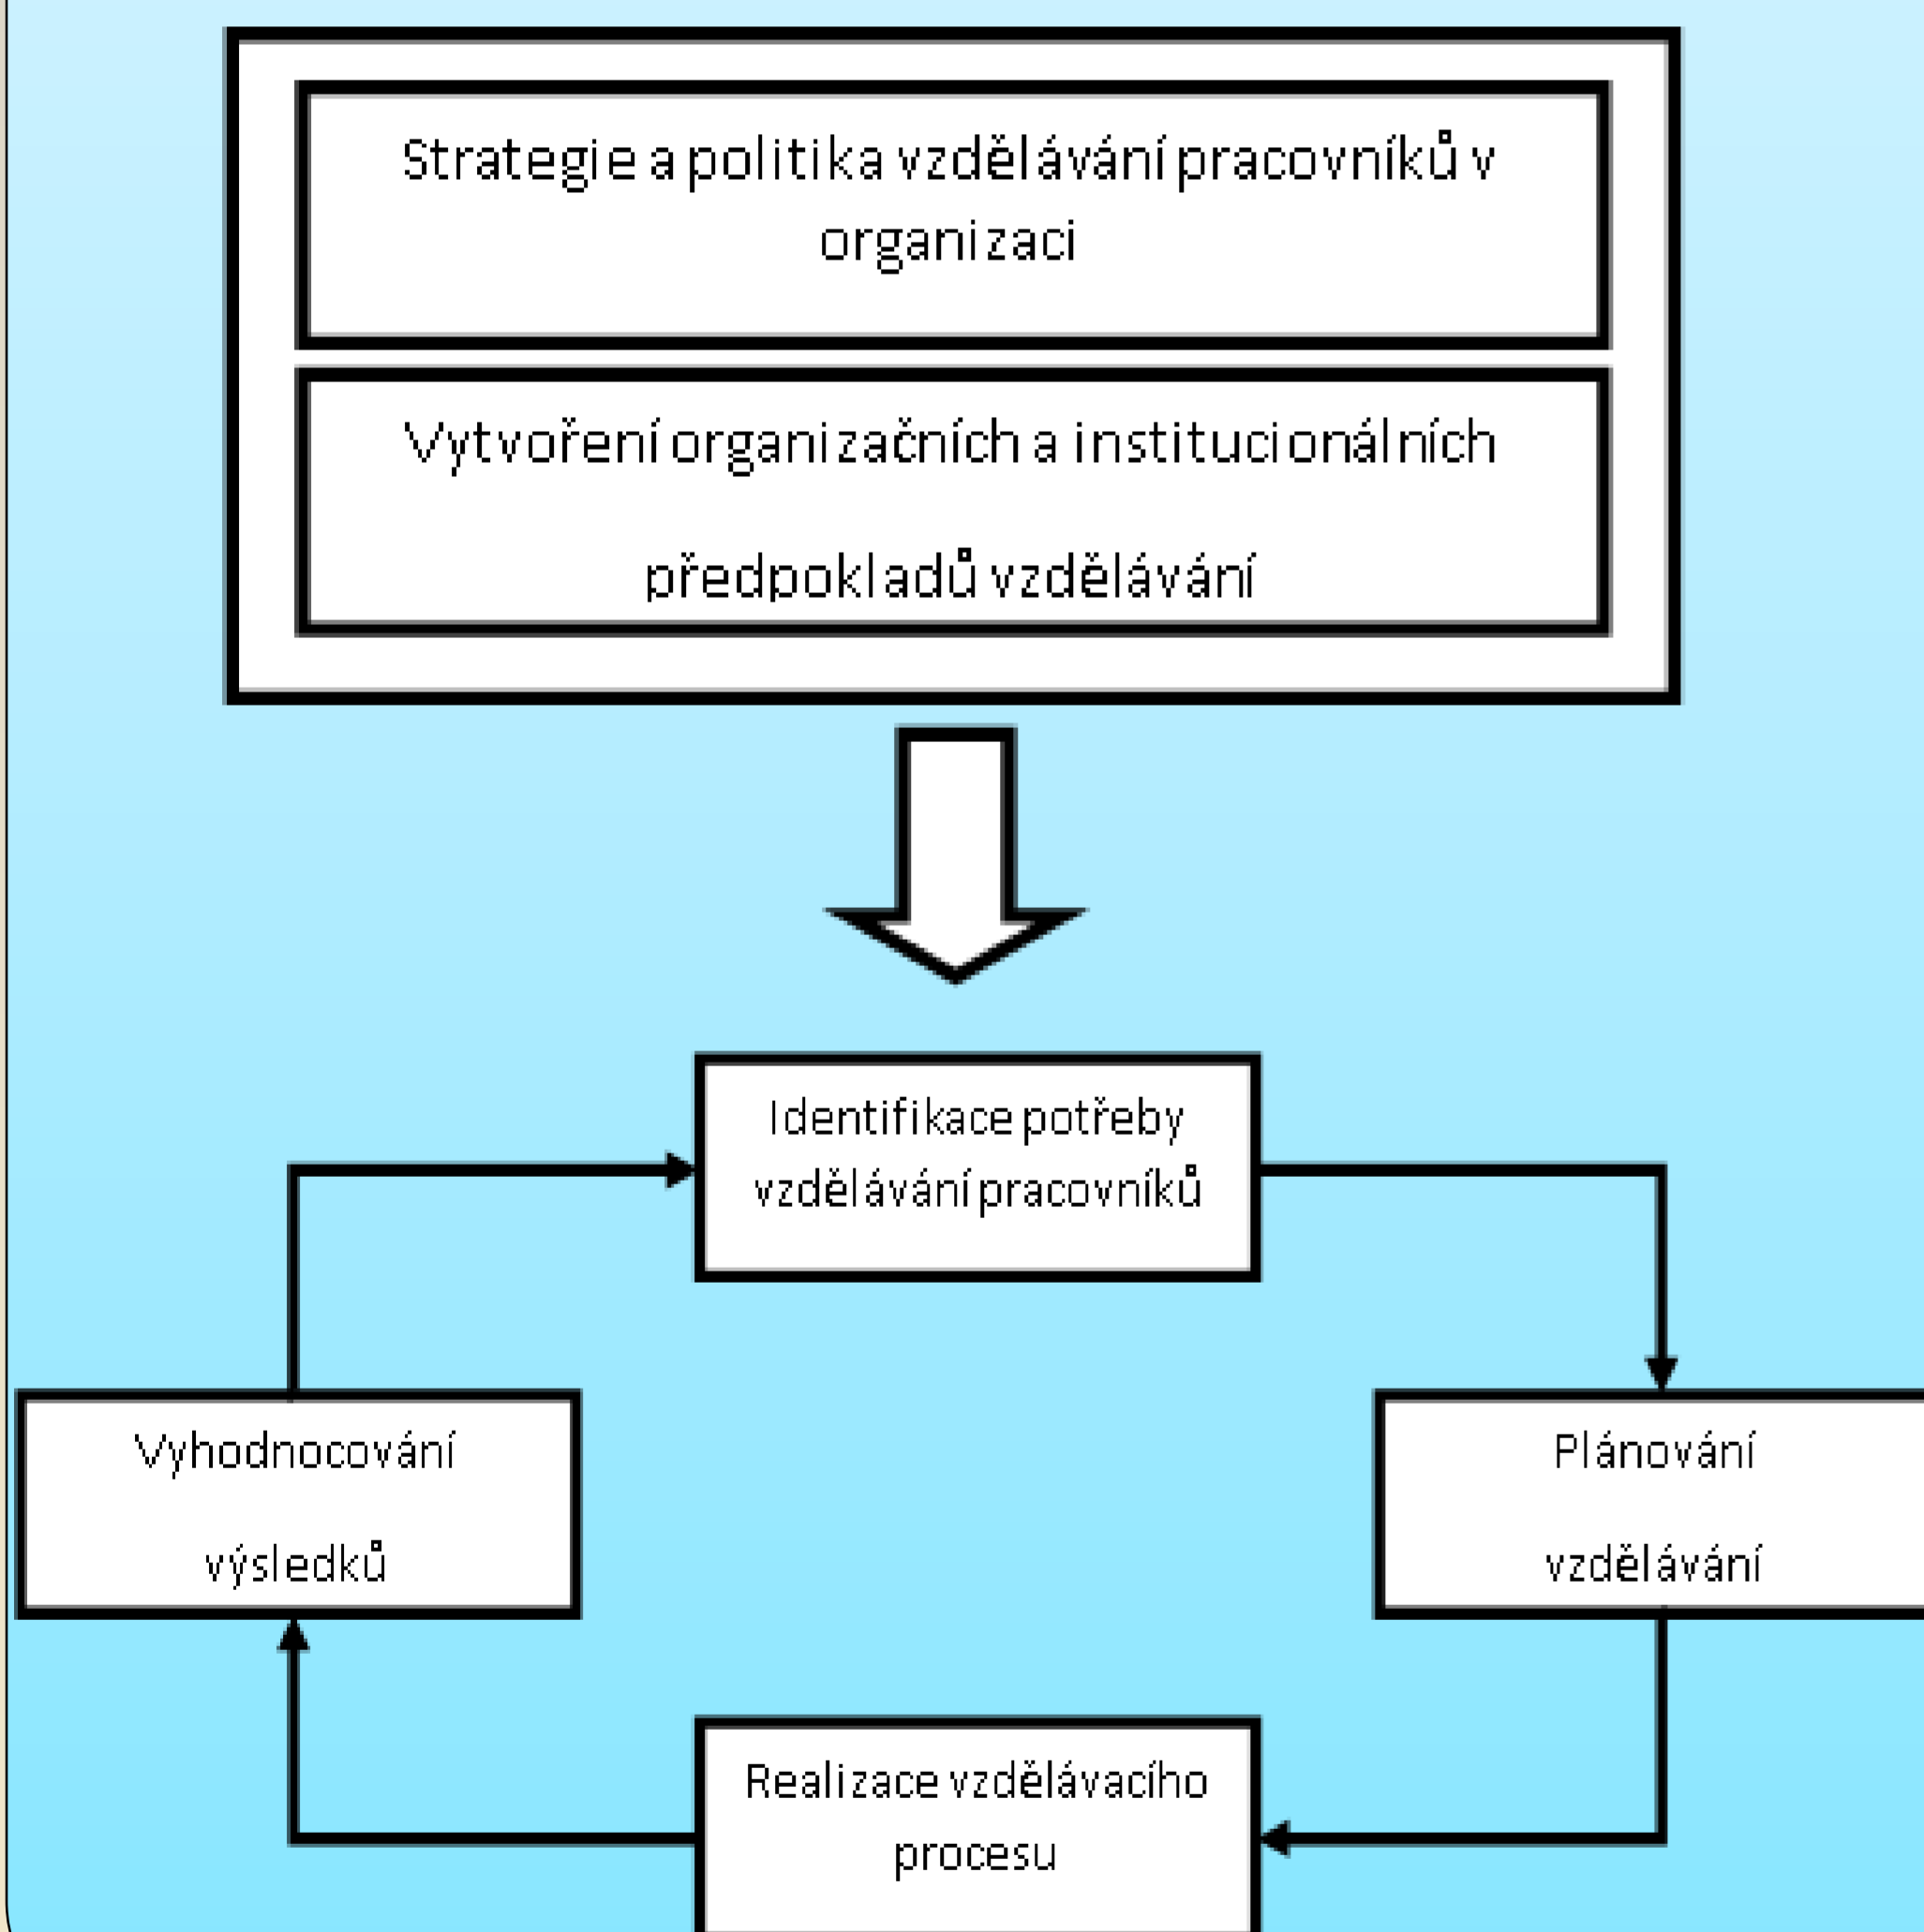 Strategie a politika vzdělávání pracovníků v
organizaci
Vytvoření organizačních a institucionálních
předpokladů vzdělávání
Identifikace potřeby
vzdělávání pracovníků
Vyhodnocování
výsledků
Plánování
vzdělávání
Realizace vzdělávacího
procesu